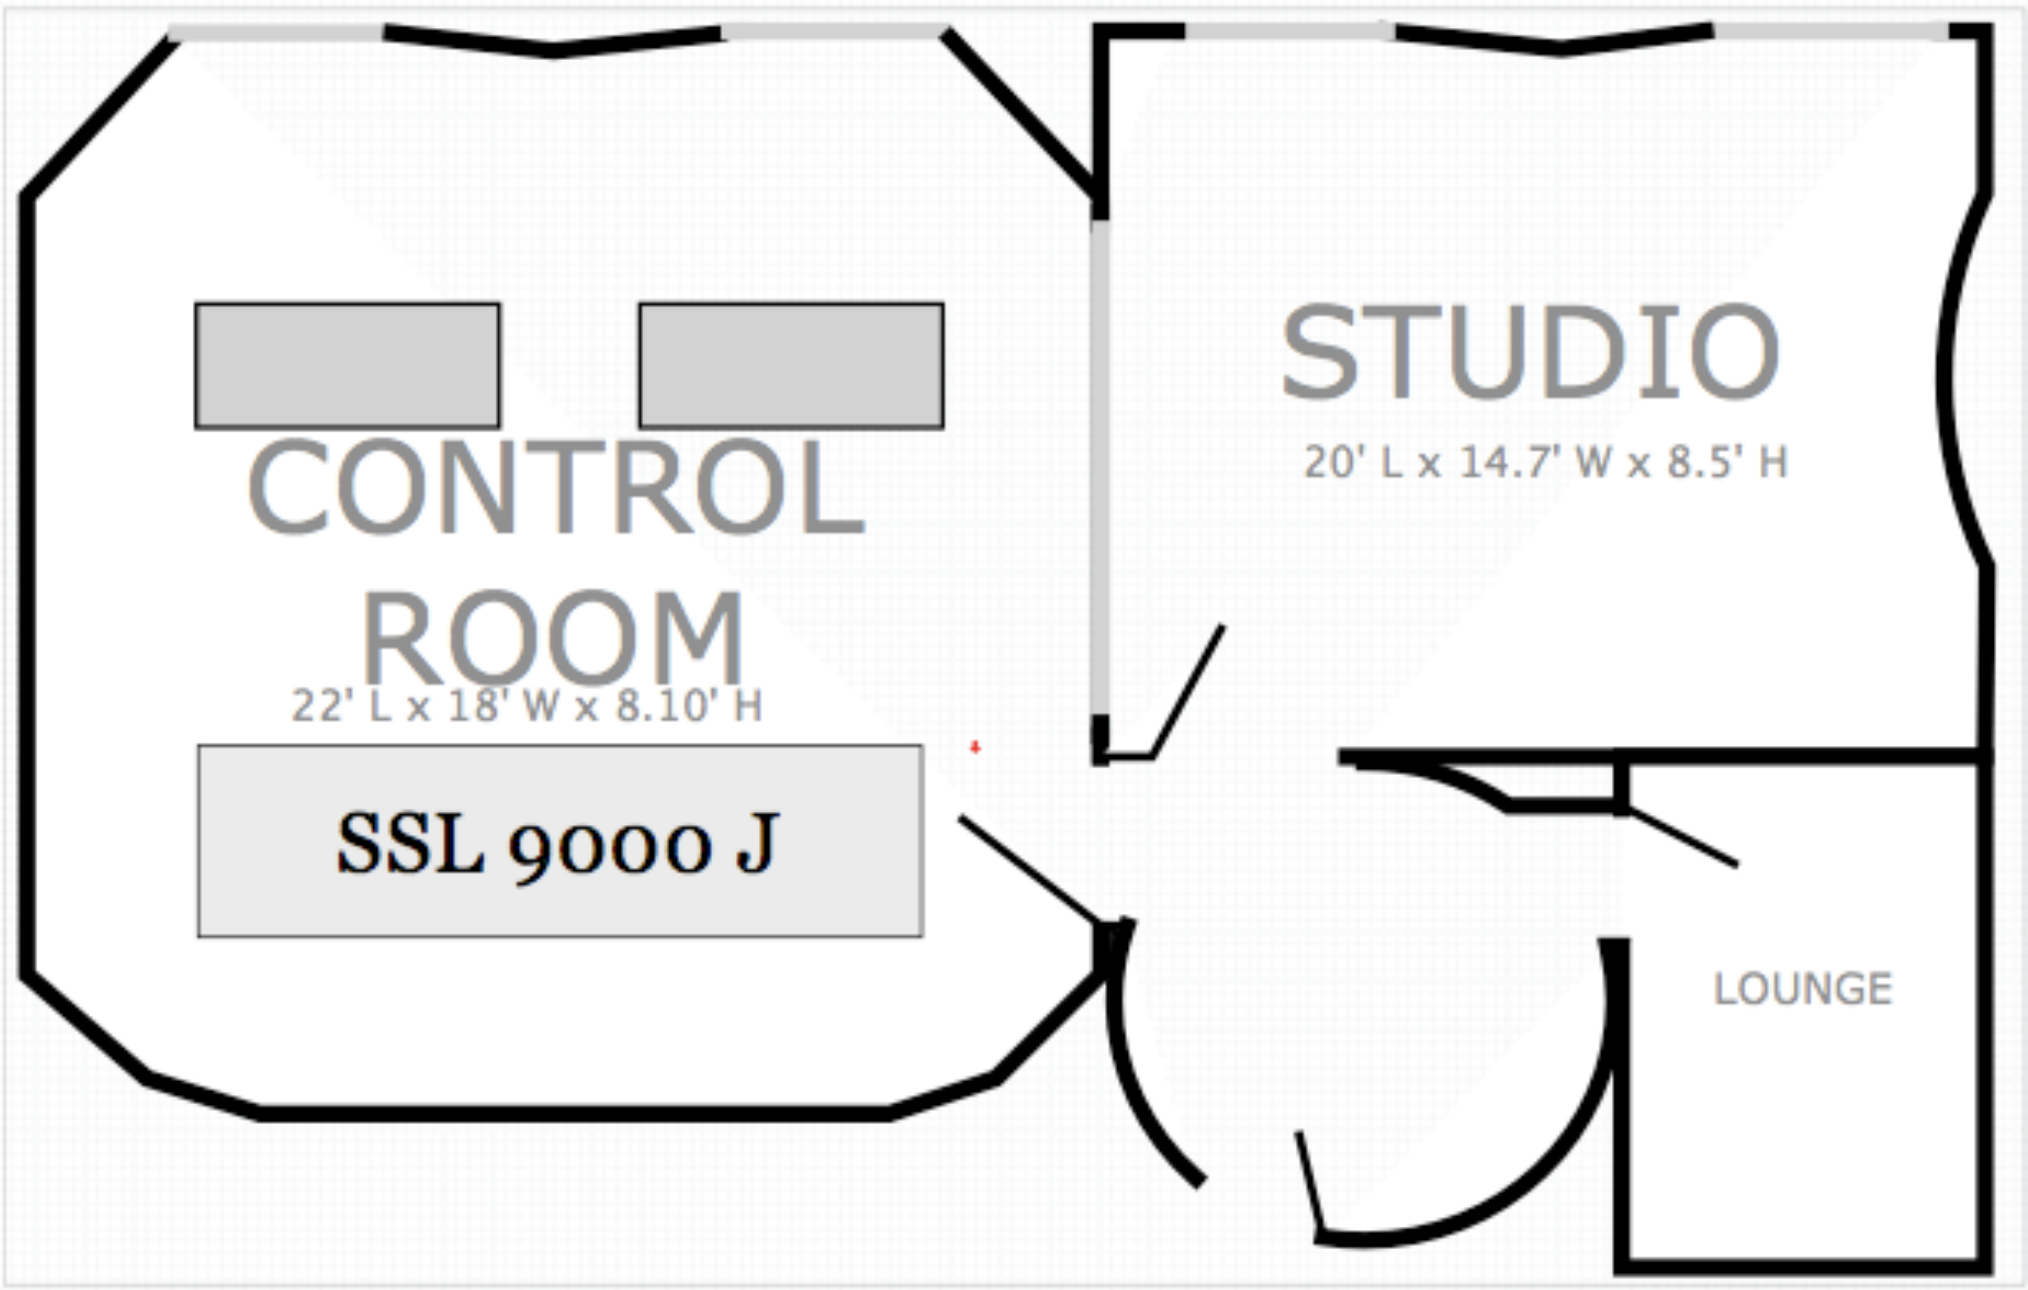 CONTROL
ROOM
22' L x 18' W x 8.10' H
SSL 9000 J
STUDIO
20' L x 14.7' W x 8.5' H
LOUNGE